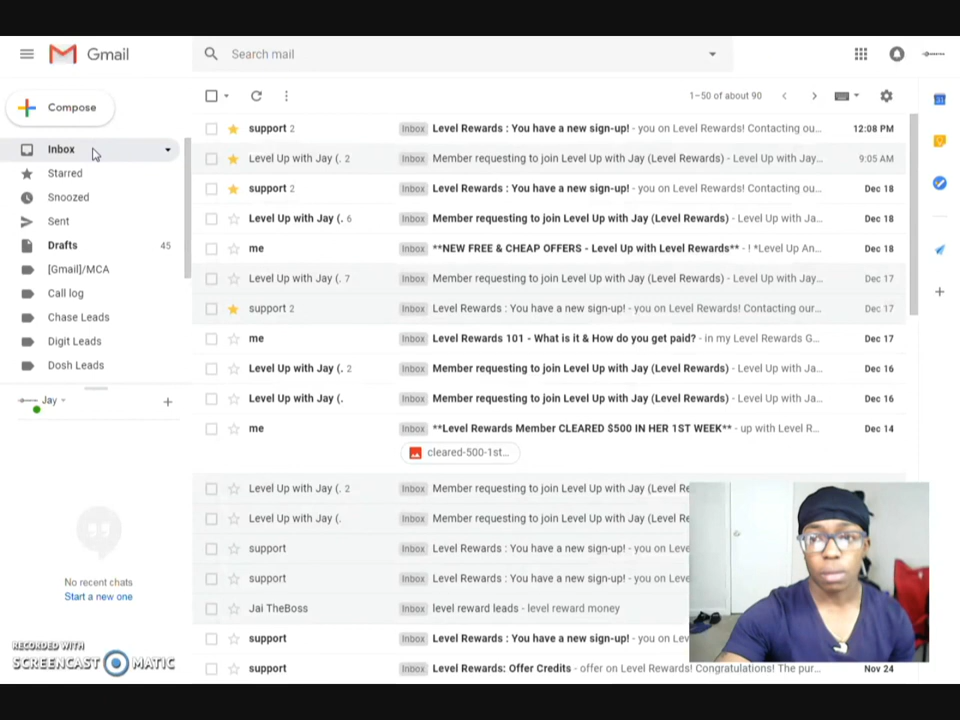 Gmail
Search mail
Compose
1–50 of about 90
Inbox
Starred
Snoozed
Sent
Drafts 45
[Gmail]/MCA
Call log
Chase Leads
Digit Leads
Dosh Leads
Jay
No recent chats
Start a new one
support 2 Inbox Level Rewards : You have a new sign-up! - you on Level Rewards! Contacting ou... 12:08 PM
Level Up with Jay (. 2 Inbox Member requesting to join Level Up with Jay (Level Rewards) - Level Up with Jay... 9:05 AM
support 2 Inbox Level Rewards : You have a new sign-up! - you on Level Rewards! Contacting ou... Dec 18
Level Up with Jay (. 6 Inbox Member requesting to join Level Up with Jay (Level Rewards) - Level Up with Ja... Dec 18
me Inbox **NEW FREE & CHEAP OFFERS - Level Up with Level Rewards** - ! *Level Up An... Dec 18
Level Up with Jay (. 7 Inbox Member requesting to join Level Up with Jay (Level Rewards) - Level Up with Jay... Dec 17
support 2 Inbox Level Rewards : You have a new sign-up! - you on Level Rewards! Contacting our... Dec 17
me Inbox Level Rewards 101 - What is it & How do you get paid? - in my Level Rewards G... Dec 17
Level Up with Jay (. 2 Inbox Member requesting to join Level Up with Jay (Level Rewards) - Level Up with Ja... Dec 16
Level Up with Jay (. Inbox Member requesting to join Level Up with Jay (Level Rewards) - Level Up with Ja... Dec 16
me Inbox **Level Rewards Member CLEARED $500 IN HER 1ST WEEK** - up with Level R... Dec 14
cleared-500-1st...
Level Up with Jay (. 2 Inbox Member requesting to join Level Up with Jay (Level Re
Level Up with Jay (. Inbox Member requesting to join Level Up with Jay (Level Re
support Inbox Level Rewards : You have a new sign-up! - you on Level
support Inbox Level Rewards : You have a new sign-up! - you on Level
Jai TheBoss Inbox level reward leads - level reward money
support Inbox Level Rewards : You have a new sign-up! - you on L
support Inbox Level Rewards: Offer Credits - offer on Level Rewards! Congratulations! The pur... Nov 24
RECORDED WITH
SCREENCAST MATIC